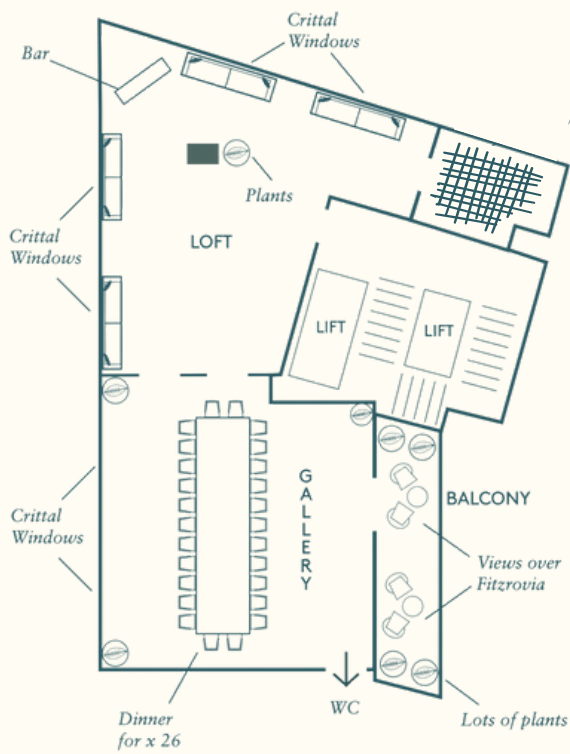 Crittal
Windows
Bar
Plants
Crittal
Windows
LOFT
LIFT
LIFT
GALLERY
BALCONY
Crittal
Windows
Views over
Fitzrovia
WC
Dinner
for x 26
Lots of plants